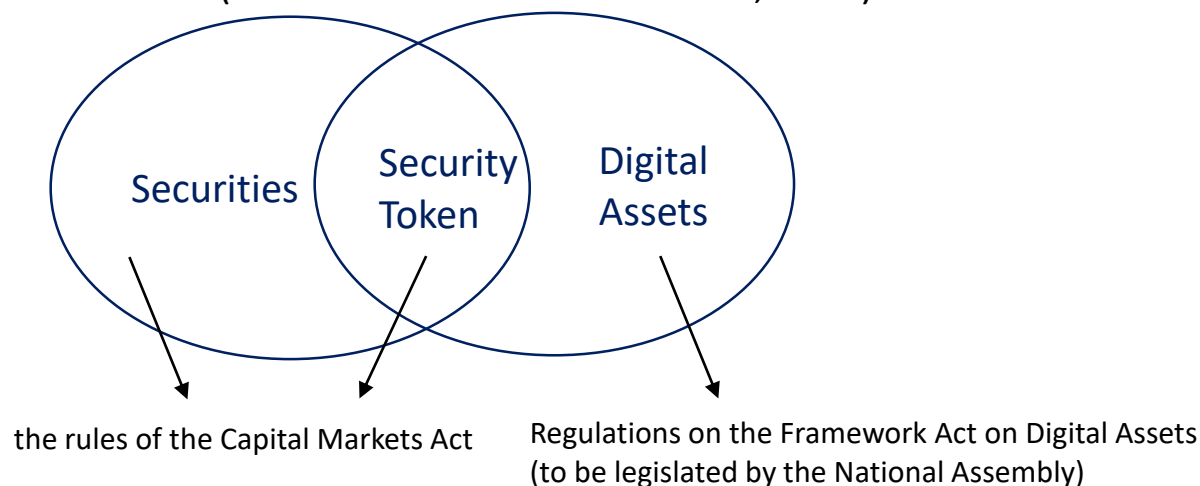 Securities
Security
Token
Digital
Assets
the rules of the Capital Markets Act
Regulations on the Framework Act on Digital Assets
(to be legislated by the National Assembly)